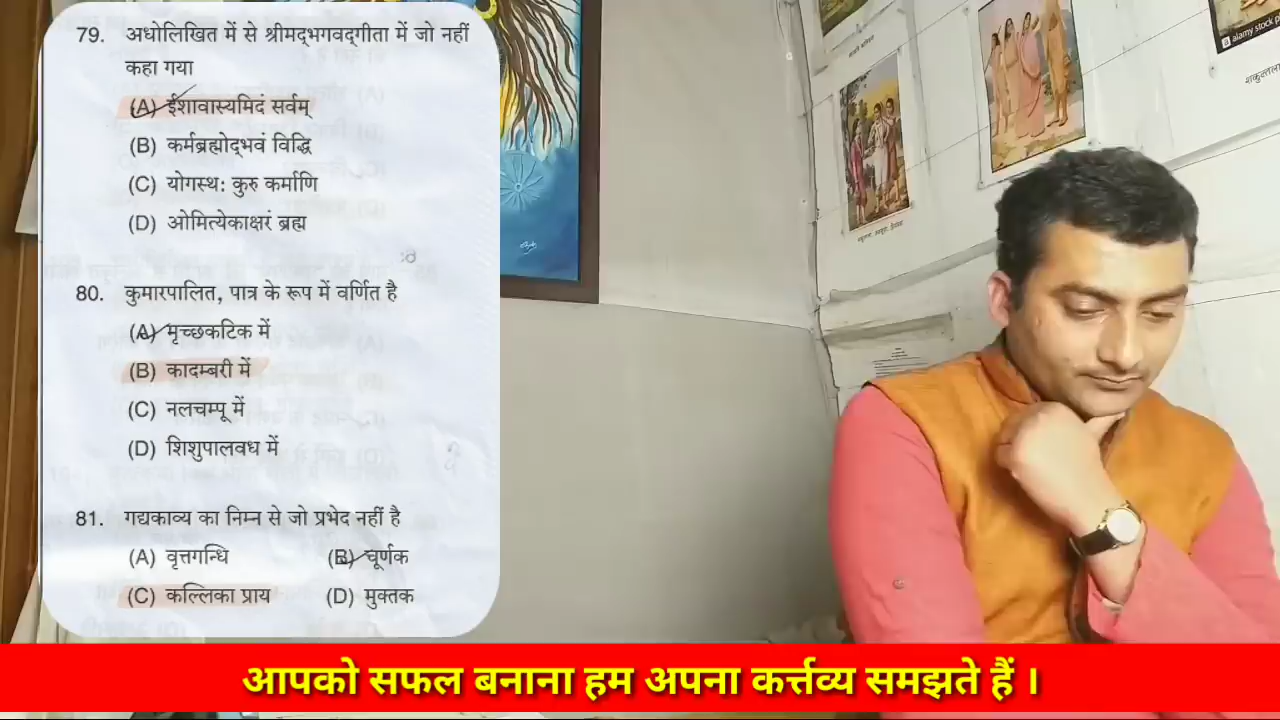 79. अधोलिखित में से श्रीमद्भगवद्गीता में जो नहीं
कहा गया
(A) ईशावास्यमिदं सर्वम्
(B) कर्मब्रह्मोद्भवं विद्धि
(C) योगस्थः कुरु कर्माणि
(D) ओमित्येकाक्षरं ब्रह्म
80. कुमारपालित, पात्र के रूप में वर्णित है
(A) मृच्छकटिक में
(B) कादम्बरी में
(C) नलचम्पू में
(D) शिशुपालवध में
81. गद्यकाव्य का निम्न से जो प्रभेद नहीं है
(A) वृत्तगन्धि (B) चूर्णक
(C) कल्लिका प्राय (D) मुक्तक
a alamy stock p
आपको सफल बनाना हम अपना कर्त्तव्य समझते हैं ।